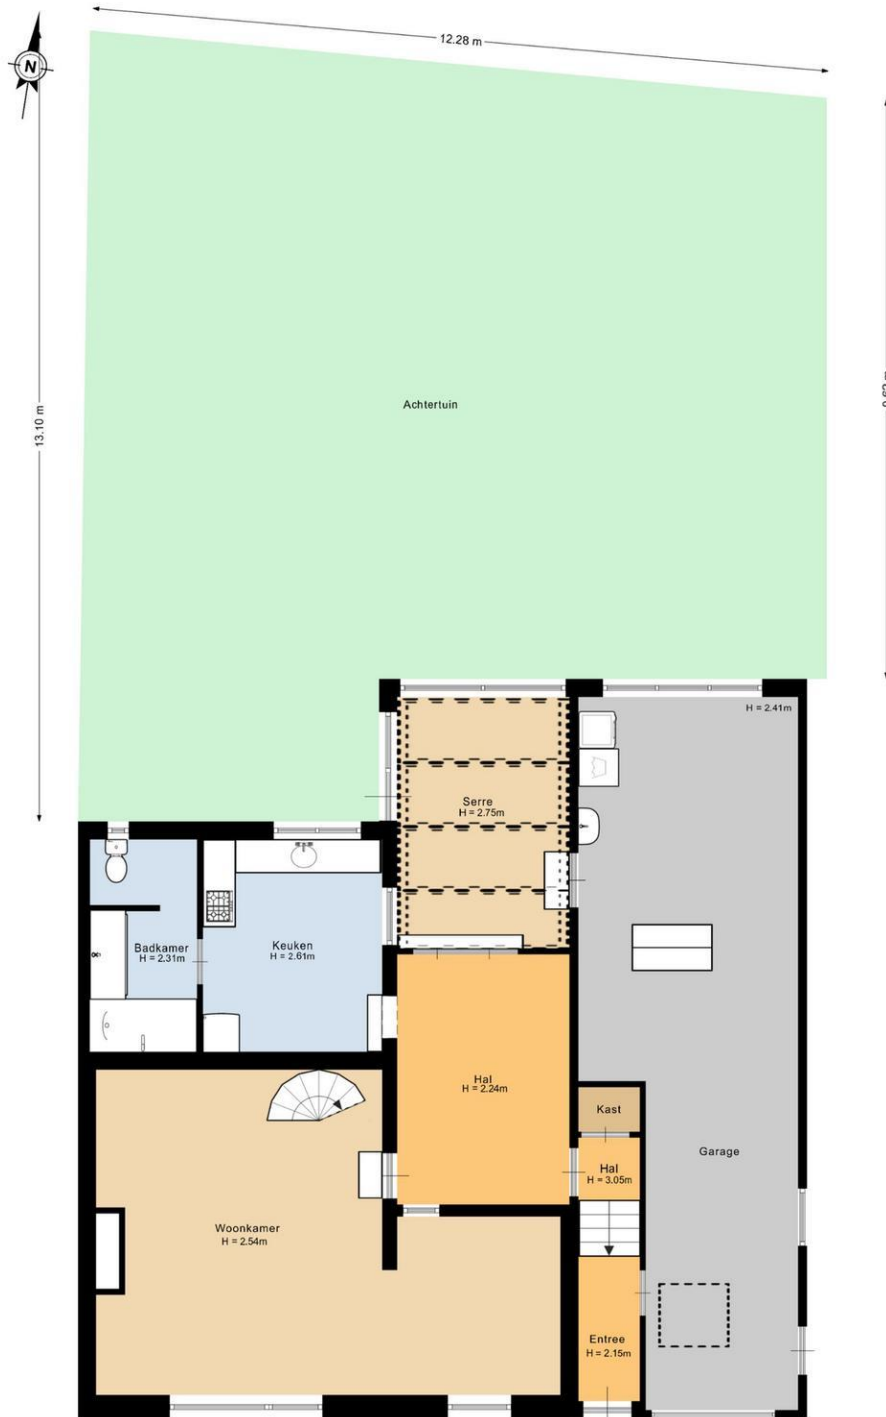 12.28 m
N
13.10 m
Achtertuin
H = 2.41m
Serre
H = 2.75m
Badkamer
H = 2.31m
Keuken
H = 2.61m
Hal
H = 2.24m
Kast
Hal
H = 3.05m
Garage
Woonkamer
H = 2.54m
Entree
H = 2.15m